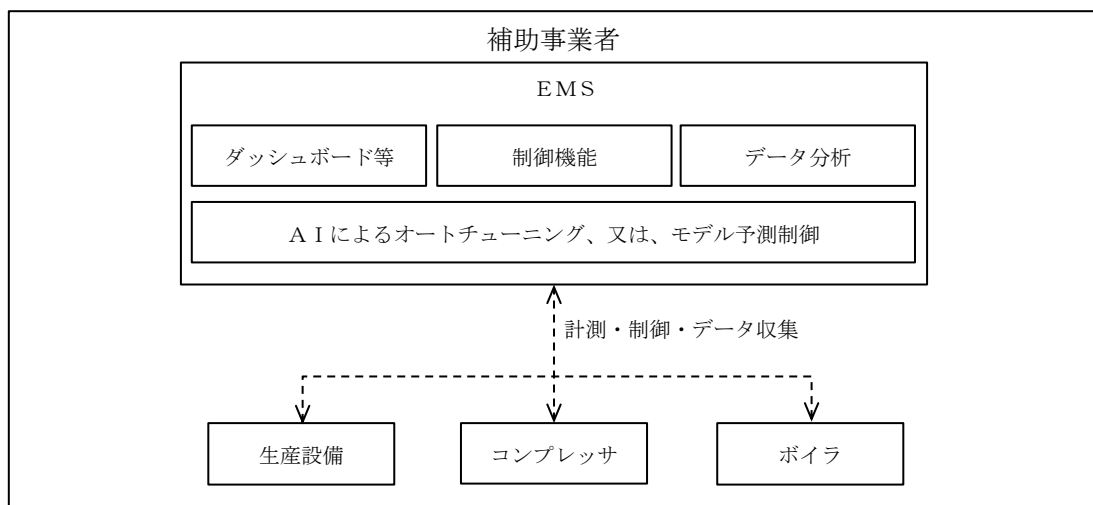 補助事業者
ＥＭＳ
ダッシュボード等
制御機能
データ分析
ＡＩによるオートチューニング、又は、モデル予測制御
計測・制御・データ収集
生産設備
コンプレッサ
ボイラ